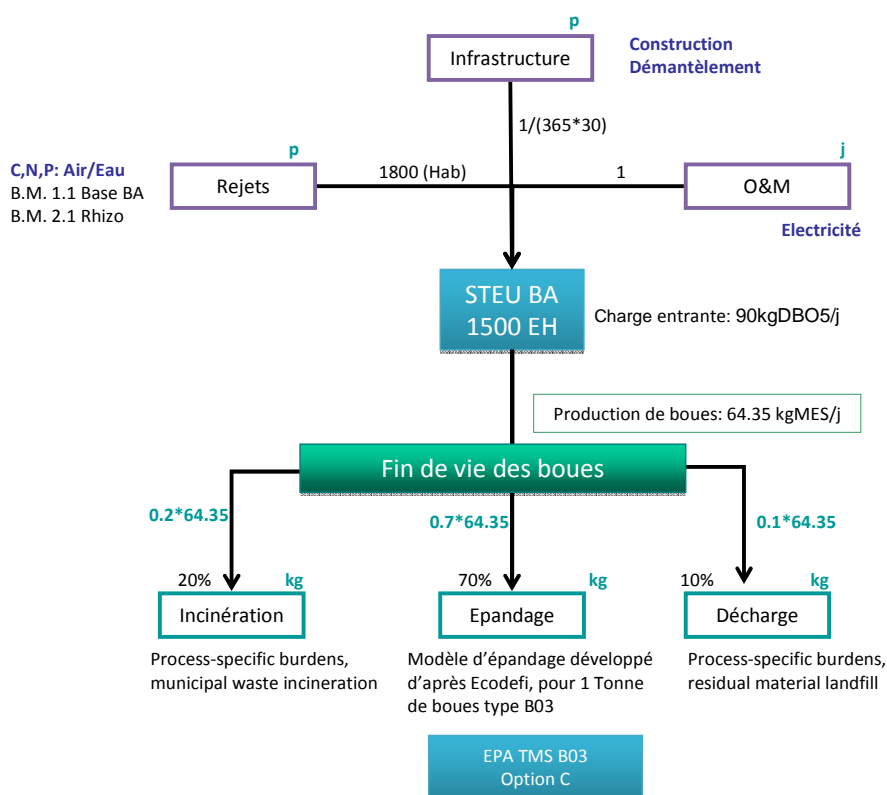 p
Infrastructure
Construction
Démantèlement
1/(365*30)
C,N,P: Air/Eau
B.M. 1.1 Base BA
B.M. 2.1 Rhizo
p
Rejets
1800 (Hab)
1
j
O&M
Electricité
STEU BA
1500 EH
Charge entrante: 90kgDBO5/j
Production de boues: 64.35 kgMES/j
Fin de vie des boues
0.2*64.35
0.7*64.35
0.1*64.35
20%
kg
70%
kg
10%
kg
Incinération
Epandage
Décharge
Process-specific burdens,
municipal waste incineration
Modèle d'épandage développé
d'après Ecodefi, pour 1 Tonne
de boues type B03
Process-specific burdens,
residual material landfill
EPA TMS B03
Option C